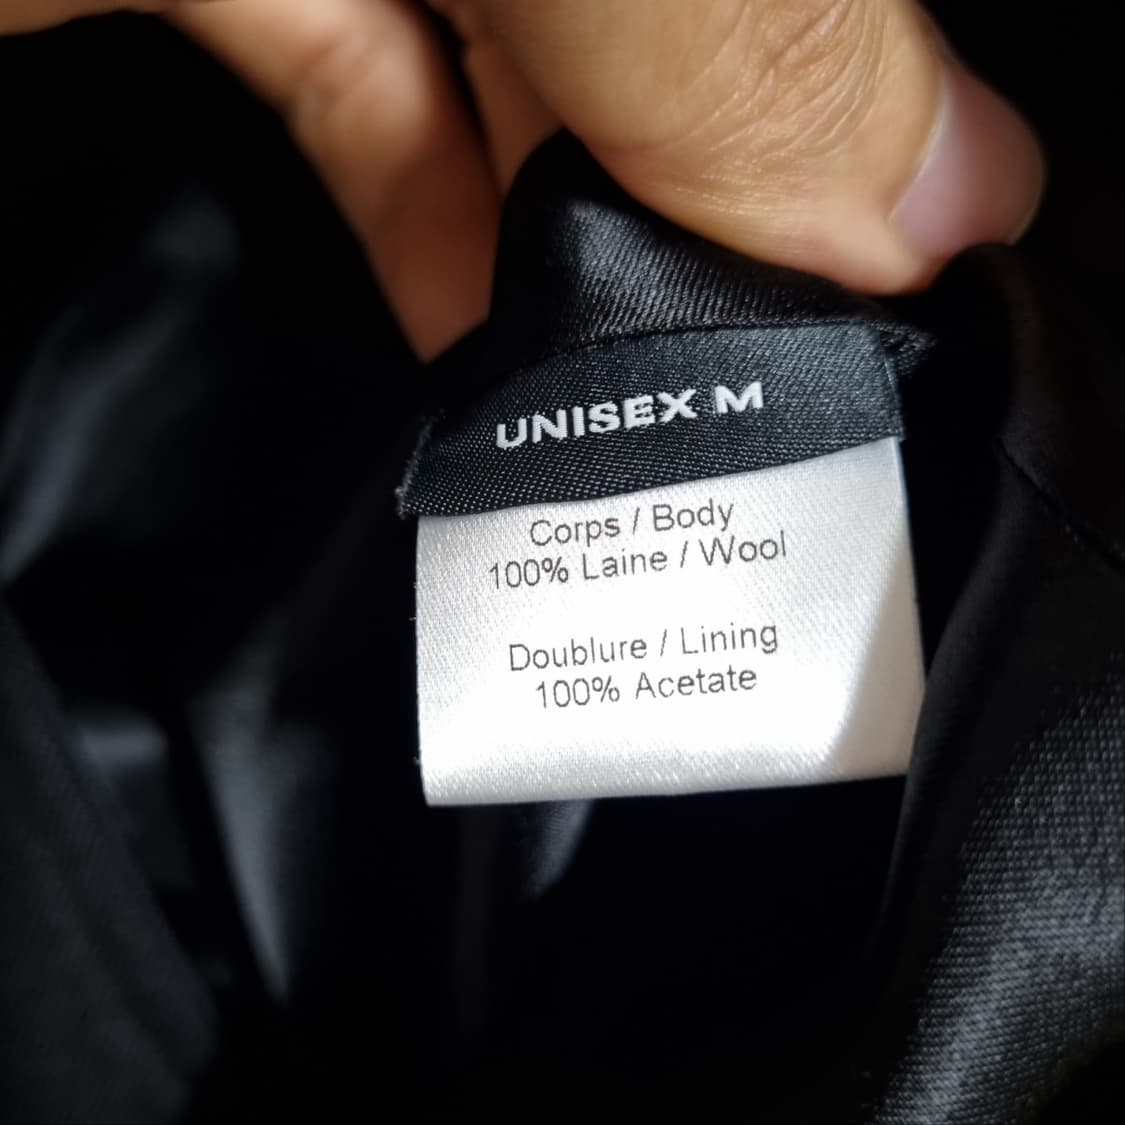 UNISEX M
Corps / Body
100% Laine / Wool
Doublure / Lining
100% Acetate